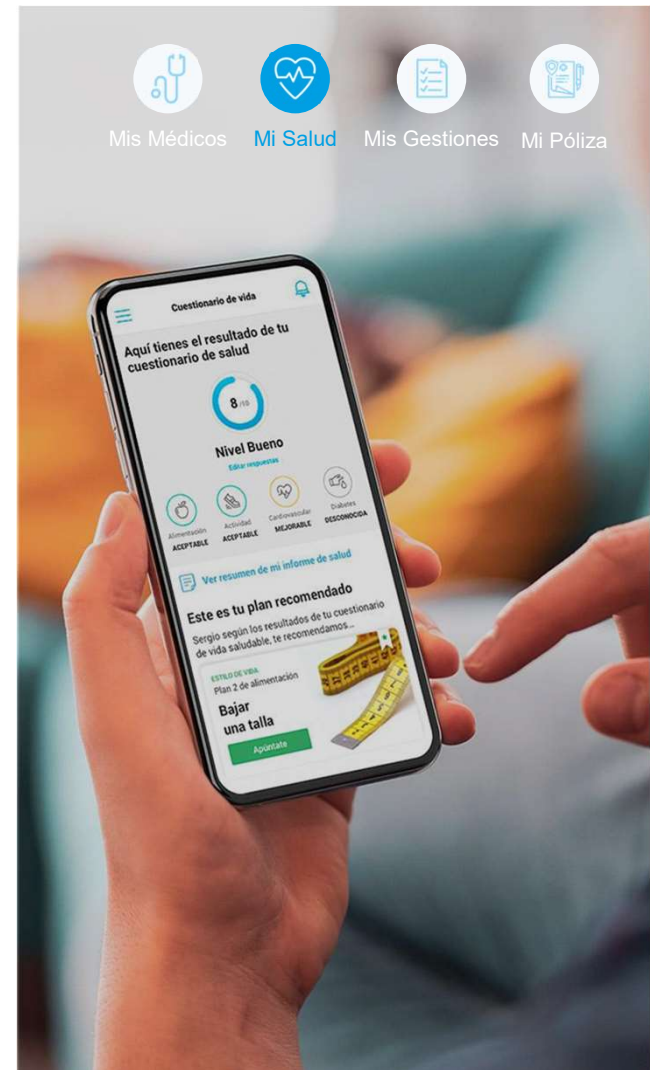 Mis Médicos
Mi Salud
Mis Gestiones
Mi Póliza
Cuestionario de vida
Aquí tienes el resultado de tu
cuestionario de salud
8 /10
Nivel Bueno
Editar respuestas
Alimentación
ACEPTABLE
Actividad
ACEPTABLE
Cardiovascular
MEJORABLE
Diabetes
DESCONOCIDA
Ver resumen de mi informe de salud
Este es tu plan recomendado
Sergio según los resultados de tu cuestionario
de vida saludable, te recomendamos...
ESTILO DE VIDA
Plan 2 de alimentación
Bajar
una talla
Apúntate